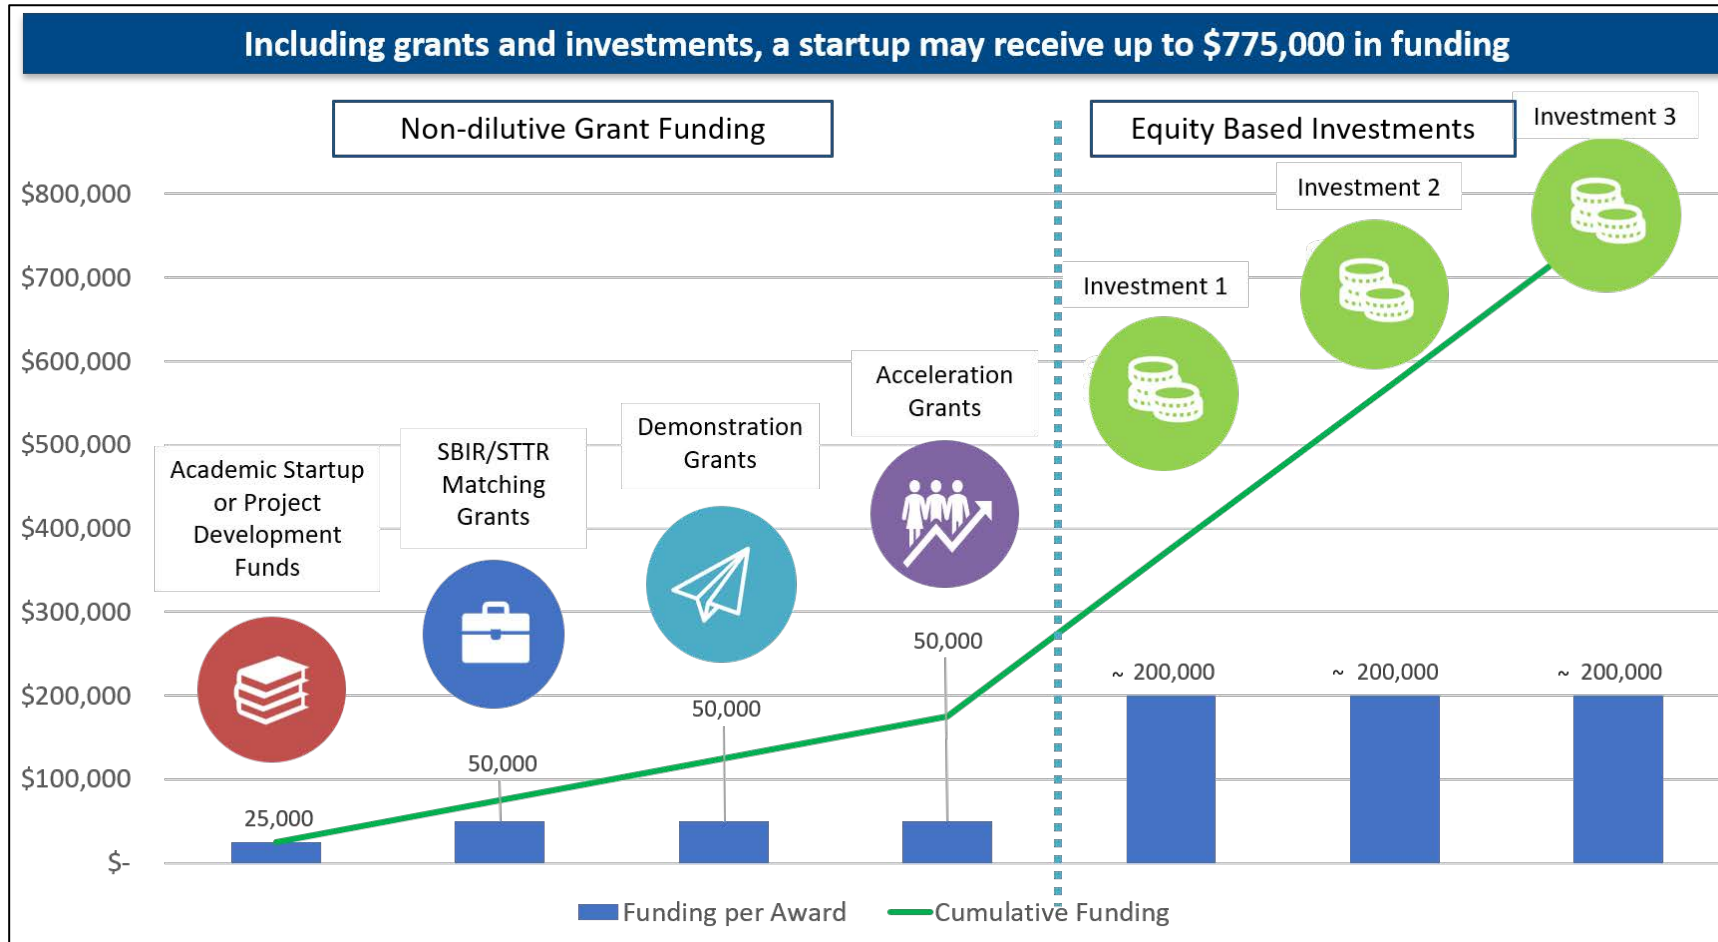 Including grants and investments, a startup may receive up to $775,000 in funding
Non-dilutive Grant Funding
Equity Based Investments
Investment 3
Investment 2
Investment 1
Acceleration
Grants
Demonstration
Grants
SBIR/STTR
Matching
Grants
Academic Startup
or Project
Development
Funds
$800,000
$700,000
$600,000
$500,000
$400,000
$300,000
$200,000
$100,000
$-
25,000
50,000
50,000
50,000
~ 200,000
~ 200,000
~ 200,000
Funding per Award
Cumulative Funding